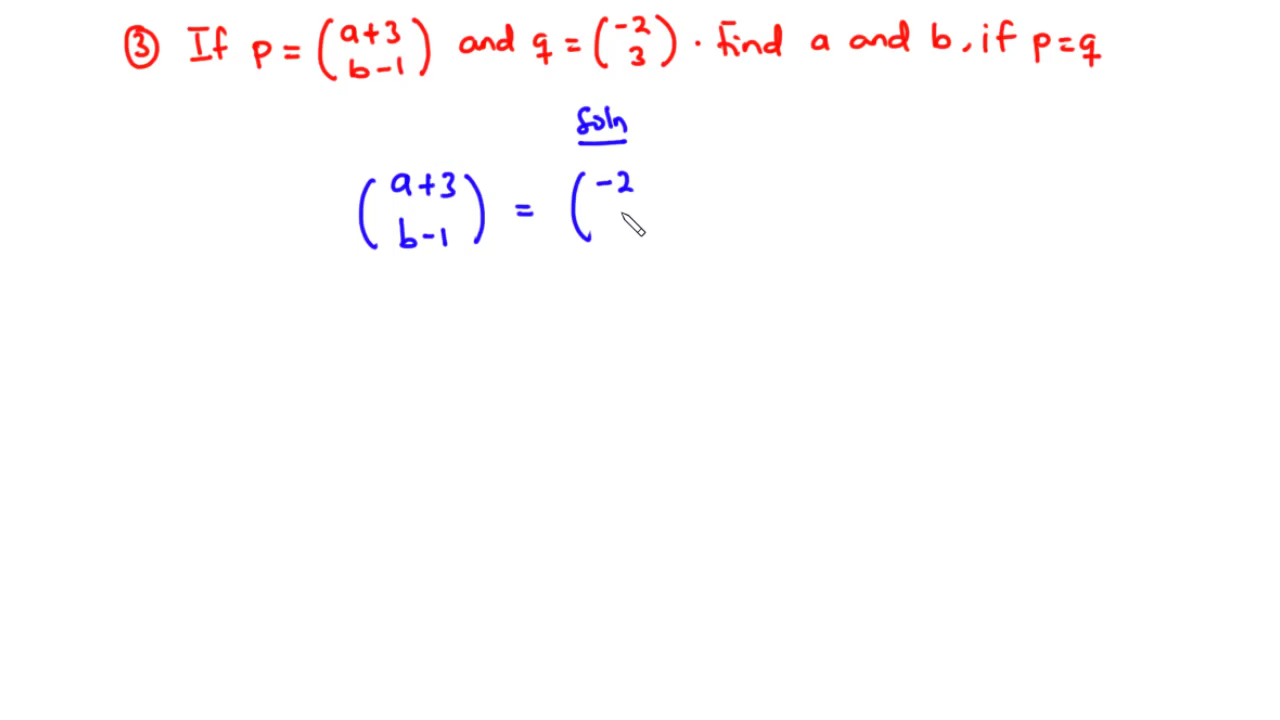 ③ If p = (a+3 b-1) and q = (-2 3). Find a and b, if p=q
Soln
(a+3 b-1) = (-2